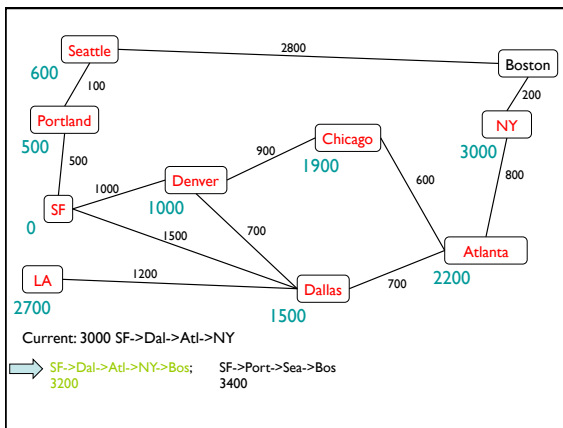 2800
Seattle
Boston
600
100
200
Portland
NY
Chicago
500
3000
900
500
1900
800
1000
Denver
600
1000
SF
700
0
1500
Atlanta
LA
1200
700
2200
Dallas
2700
1500
Current: 3000 SF->Dal->Atl->NY
SF->Dal->Atl->NY->Bos; SF->Port->Sea->Bos
3200 3400